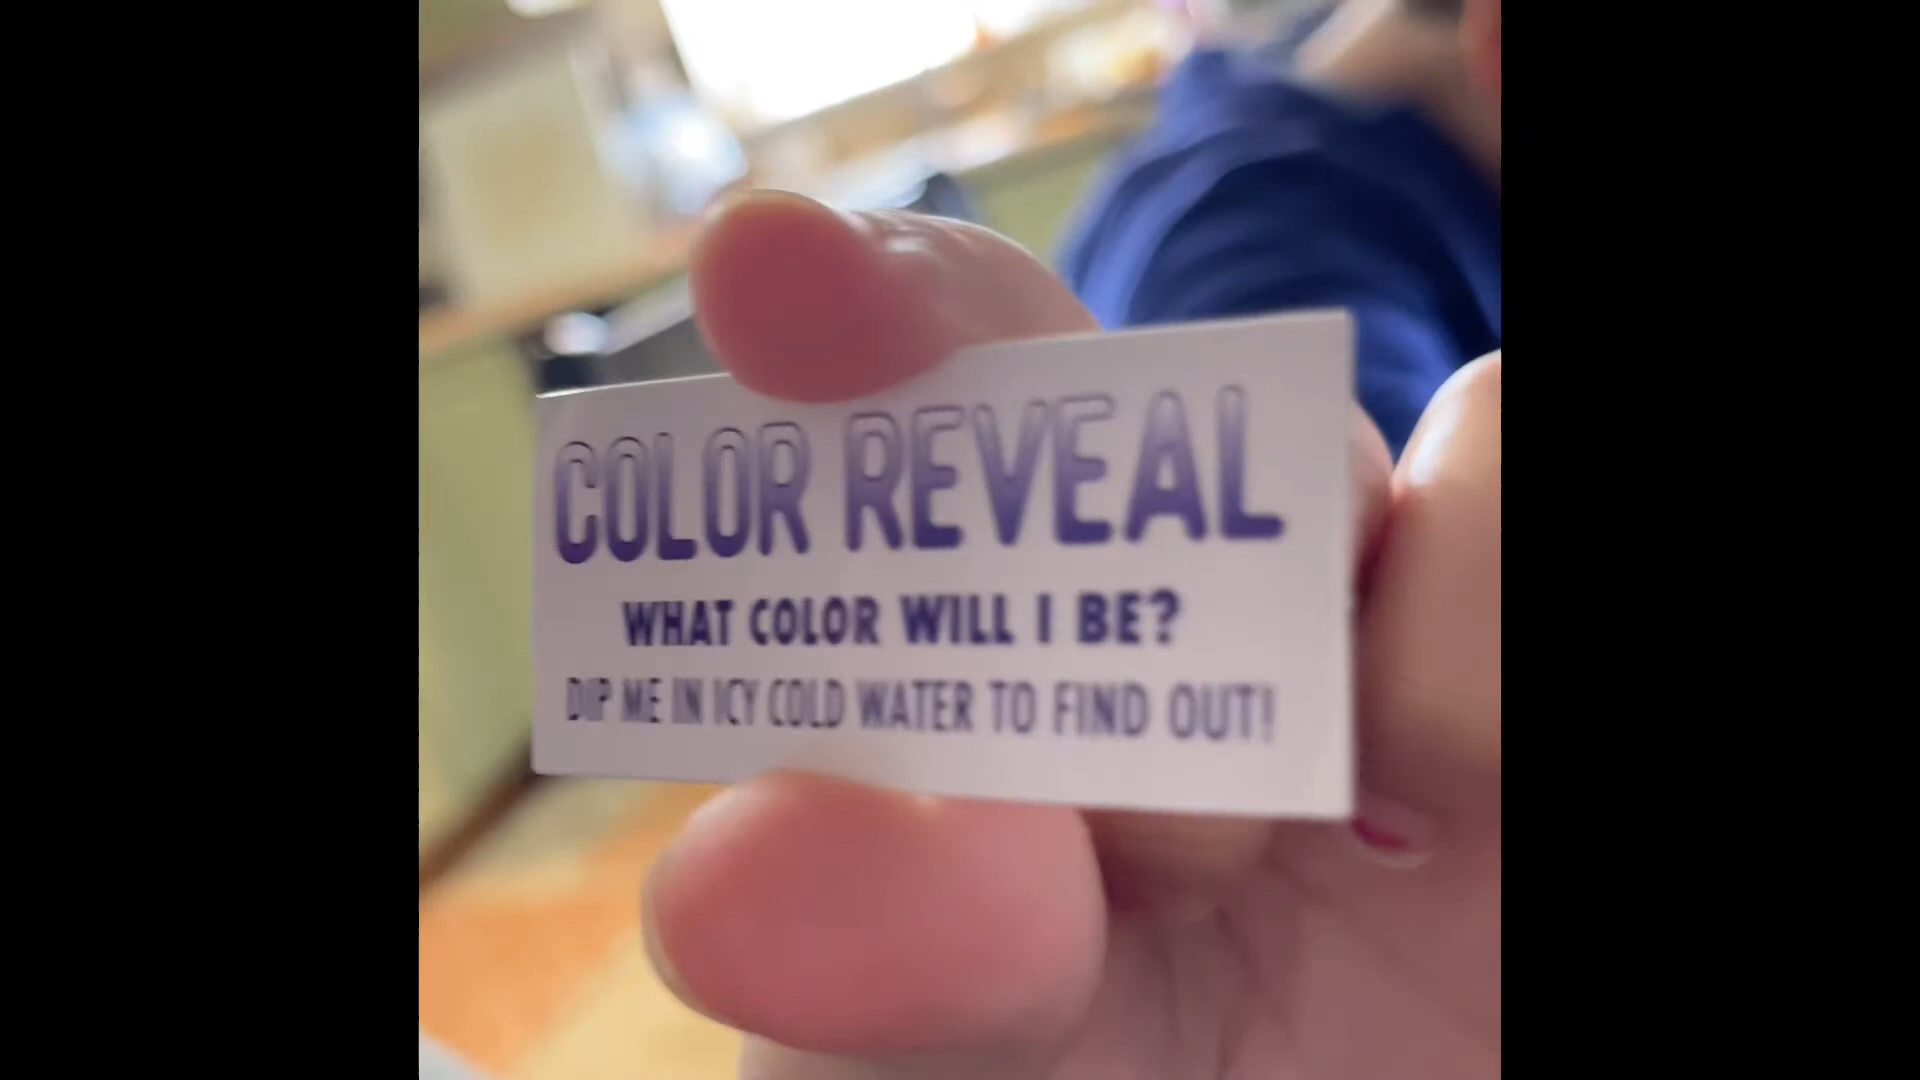 COLOR REVEAL
WHAT COLOR WILL I BE?
DIP ME IN ICY COLD WATER TO FIND OUT!